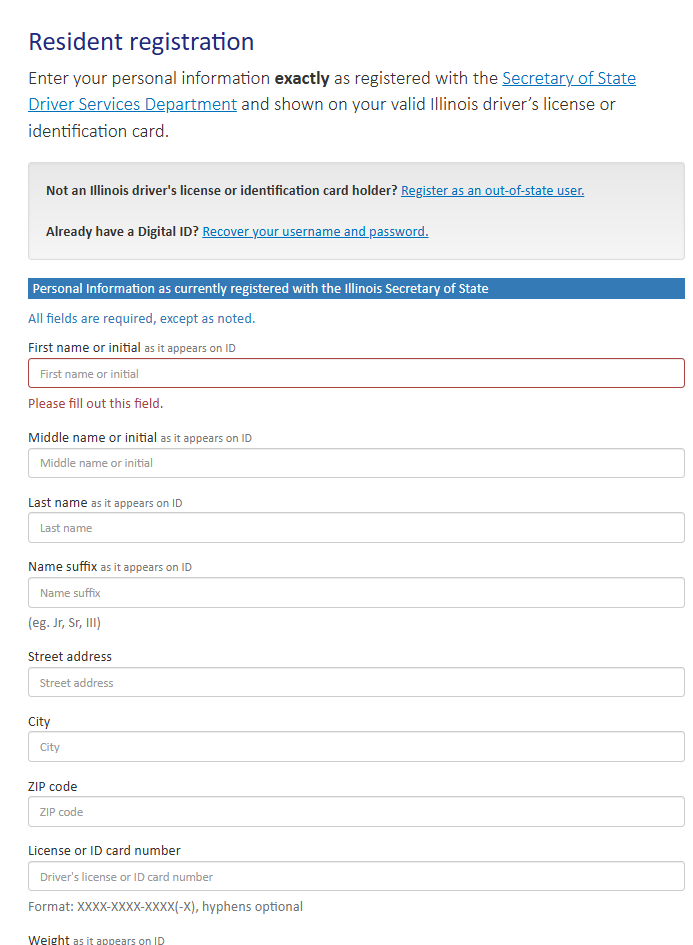 Resident registration
Enter your personal information exactly as registered with the Secretary of State
Driver Services Department and shown on your valid Illinois driver’s license or
identification card.
Not an Illinois driver's license or identification card holder? Register as an out-of-state user.
Already have a Digital ID? Recover your username and password.
Personal Information as currently registered with the Illinois Secretary of State
All fields are required, except as noted.
First name or initial as it appears on ID
First name or initial
Please fill out this field.
Middle name or initial as it appears on ID
Middle name or initial
Last name as it appears on ID
Last name
Name suffix as it appears on ID
Name suffix
(eg. Jr, Sr, III)
Street address
Street address
City
City
ZIP code
ZIP code
License or ID card number
Driver's license or ID card number
Format: XXXX-XXXX-XXXX(-X), hyphens optional
Weight as it appears on ID